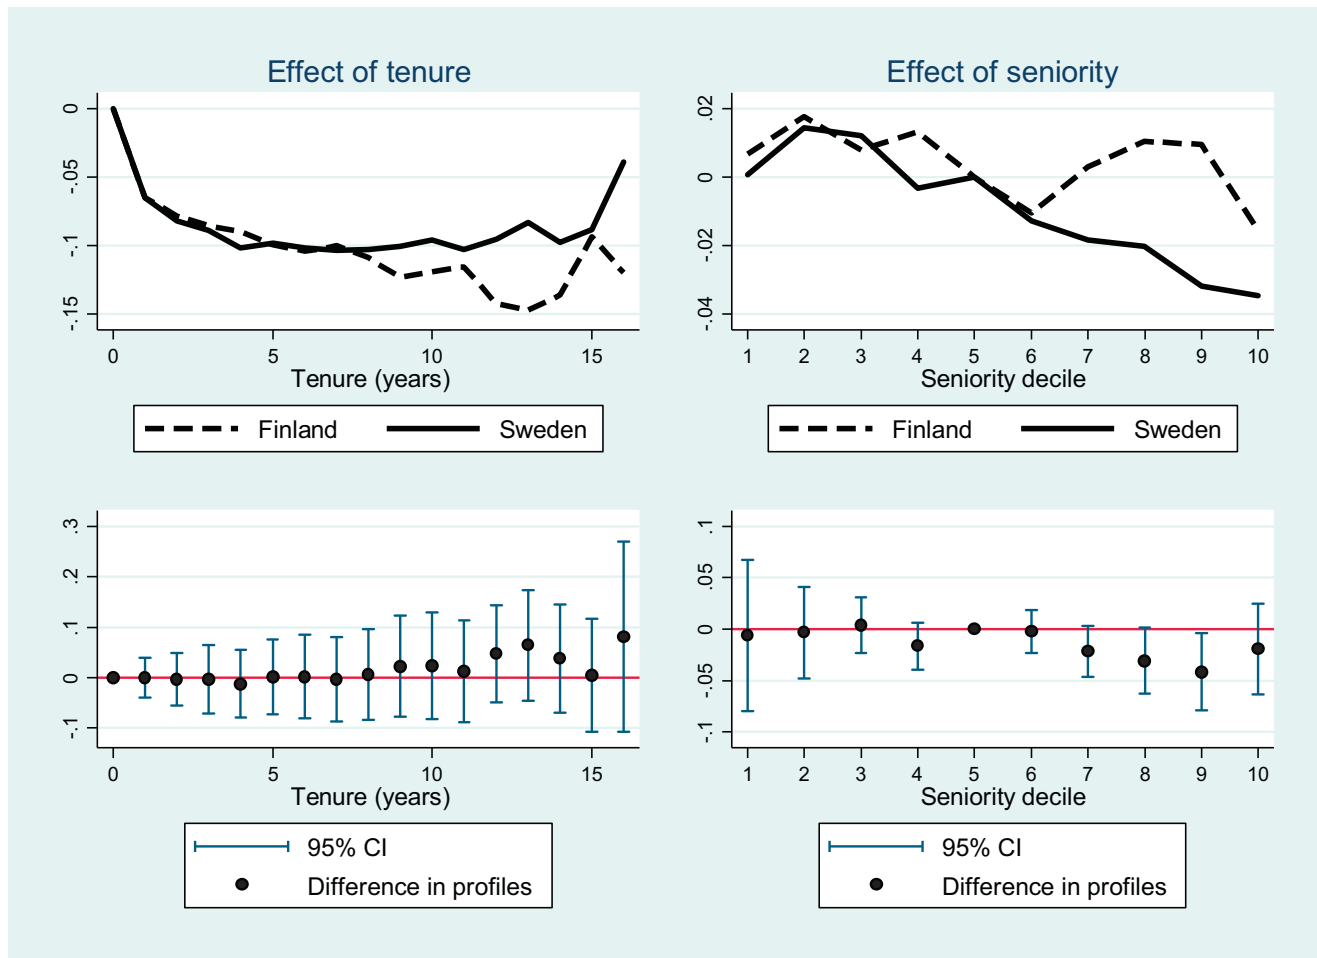 Effect of tenure
0
-.05
-.1
-.15
0 5 10 15
Tenure (years)
Finland Sweden
Effect of seniority
.02
0
-.02
-.04
1 2 3 4 5 6 7 8 9 10
Seniority decile
Finland Sweden
.3
.2
.1
0
-.1
0 5 10 15
Tenure (years)
95% CI
Difference in profiles
.1
.05
0
-.05
-.1
1 2 3 4 5 6 7 8 9 10
Seniority decile
95% CI
Difference in profiles